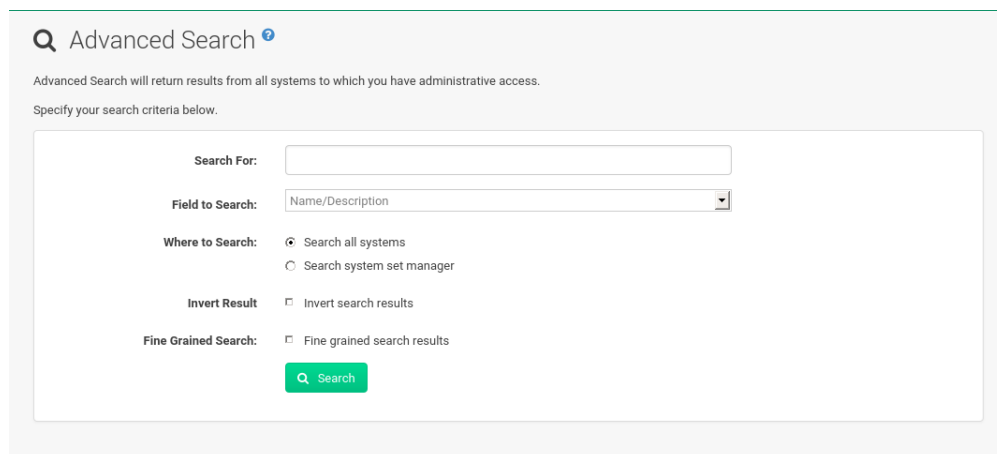 Advanced Search ?
Advanced Search will return results from all systems to which you have administrative access.
Specify your search criteria below.
Search For:
Field to Search: Name/Description
Where to Search: Search all systems
Search system set manager
Invert Result Invert search results
Fine Grained Search: Fine grained search results
Search